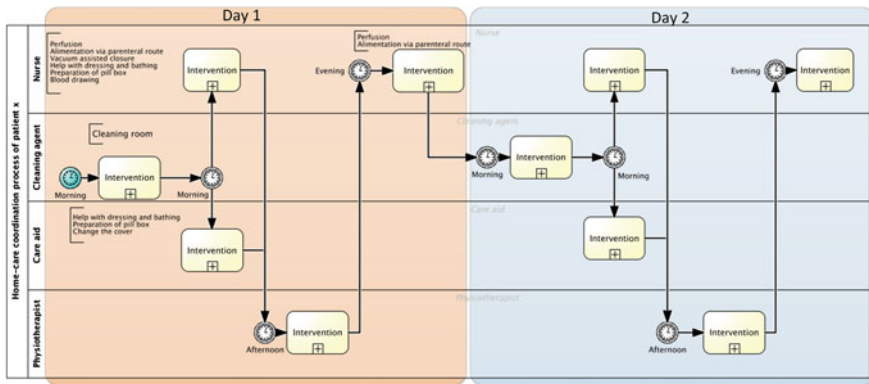 Day 1
Day 2
Home-care coordination process of patient x
Nurse
Perfusion
Alimentation via parenteral route
Vacuum assisted closure
Help with dressing and bathing
Preparation of pill box
Blood drawing
Intervention
Evening
Perfusion
Alimentation via parenteral route
Intervention
Nurse
Intervention
Evening
Intervention
Cleaning agent
Cleaning room
Morning
Intervention
Morning
Cleaning agent
Morning
Intervention
Morning
Care aid
Help with dressing and bathing
Preparation of pill box
Change the cover
Intervention
Care aid
Intervention
Physiotherapist
Afternoon
Intervention
Physiotherapist
Afternoon
Intervention